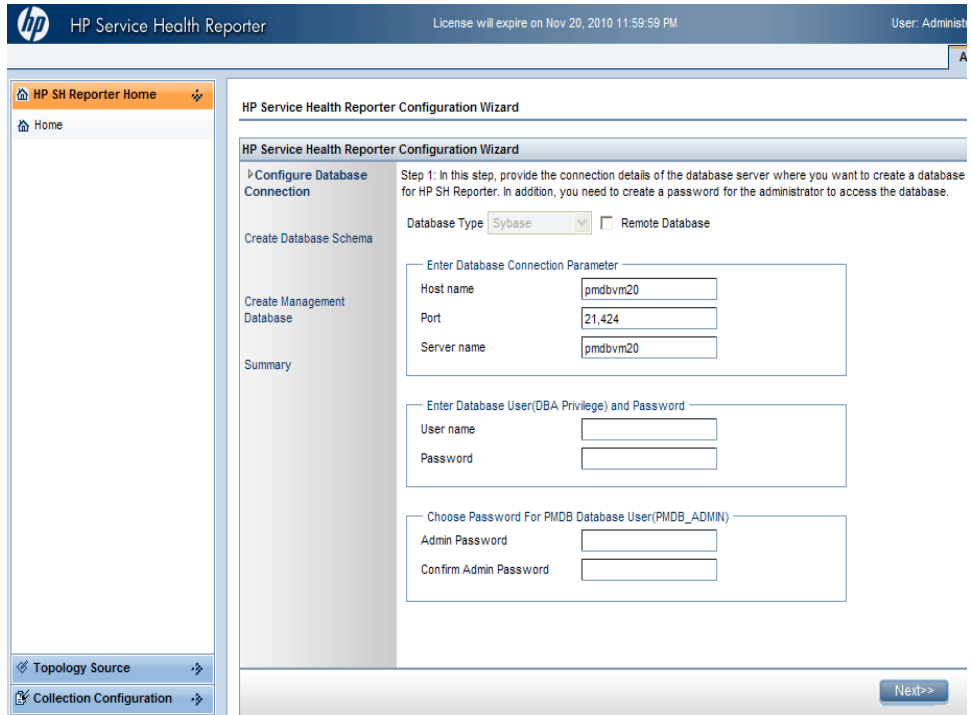 hp HP Service Health Reporter License will expire on Nov 20, 2010 11:59:59 PM User: Administr
A
HP SH Reporter Home
Home
HP Service Health Reporter Configuration Wizard
HP Service Health Reporter Configuration Wizard
Configure Database
Connection
Create Database Schema
Create Management
Database
Summary
Step 1: In this step, provide the connection details of the database server where you want to create a database
for HP SH Reporter. In addition, you need to create a password for the administrator to access the database.
Database Type Sybase Remote Database
Enter Database Connection Parameter
Host name pmdbvm20
Port 21,424
Server name pmdbvm20
Enter Database User(DBA Privilege) and Password
User name
Password
Choose Password For PMDB Database User(PMDB_ADMIN)
Admin Password
Confirm Admin Password
Topology Source
Collection Configuration
Next>>